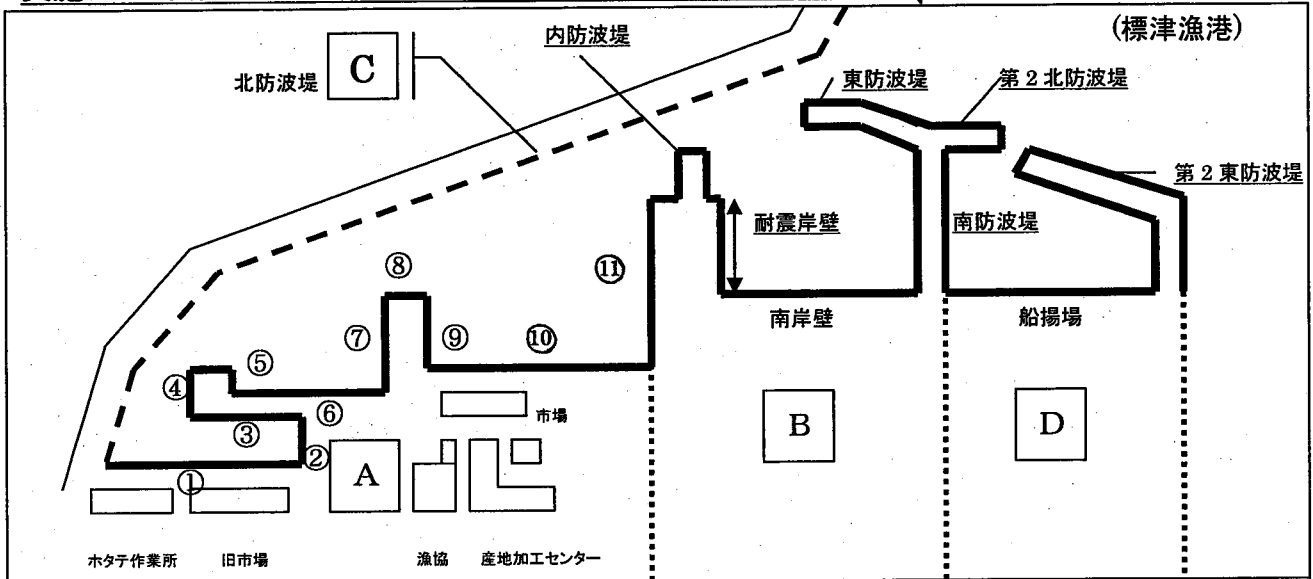 (標津漁港)
内防波堤
北防波堤
C
東防波堤
第2北防波堤
第2東防波堤
耐震岸壁
南防波堤
⑧
⑪
南岸壁
船揚場
⑦
⑨
⑩
⑤
④
⑥
市場
③
②
①
A
B
D
ホタテ作業所
旧市場
漁協
産地加工センター